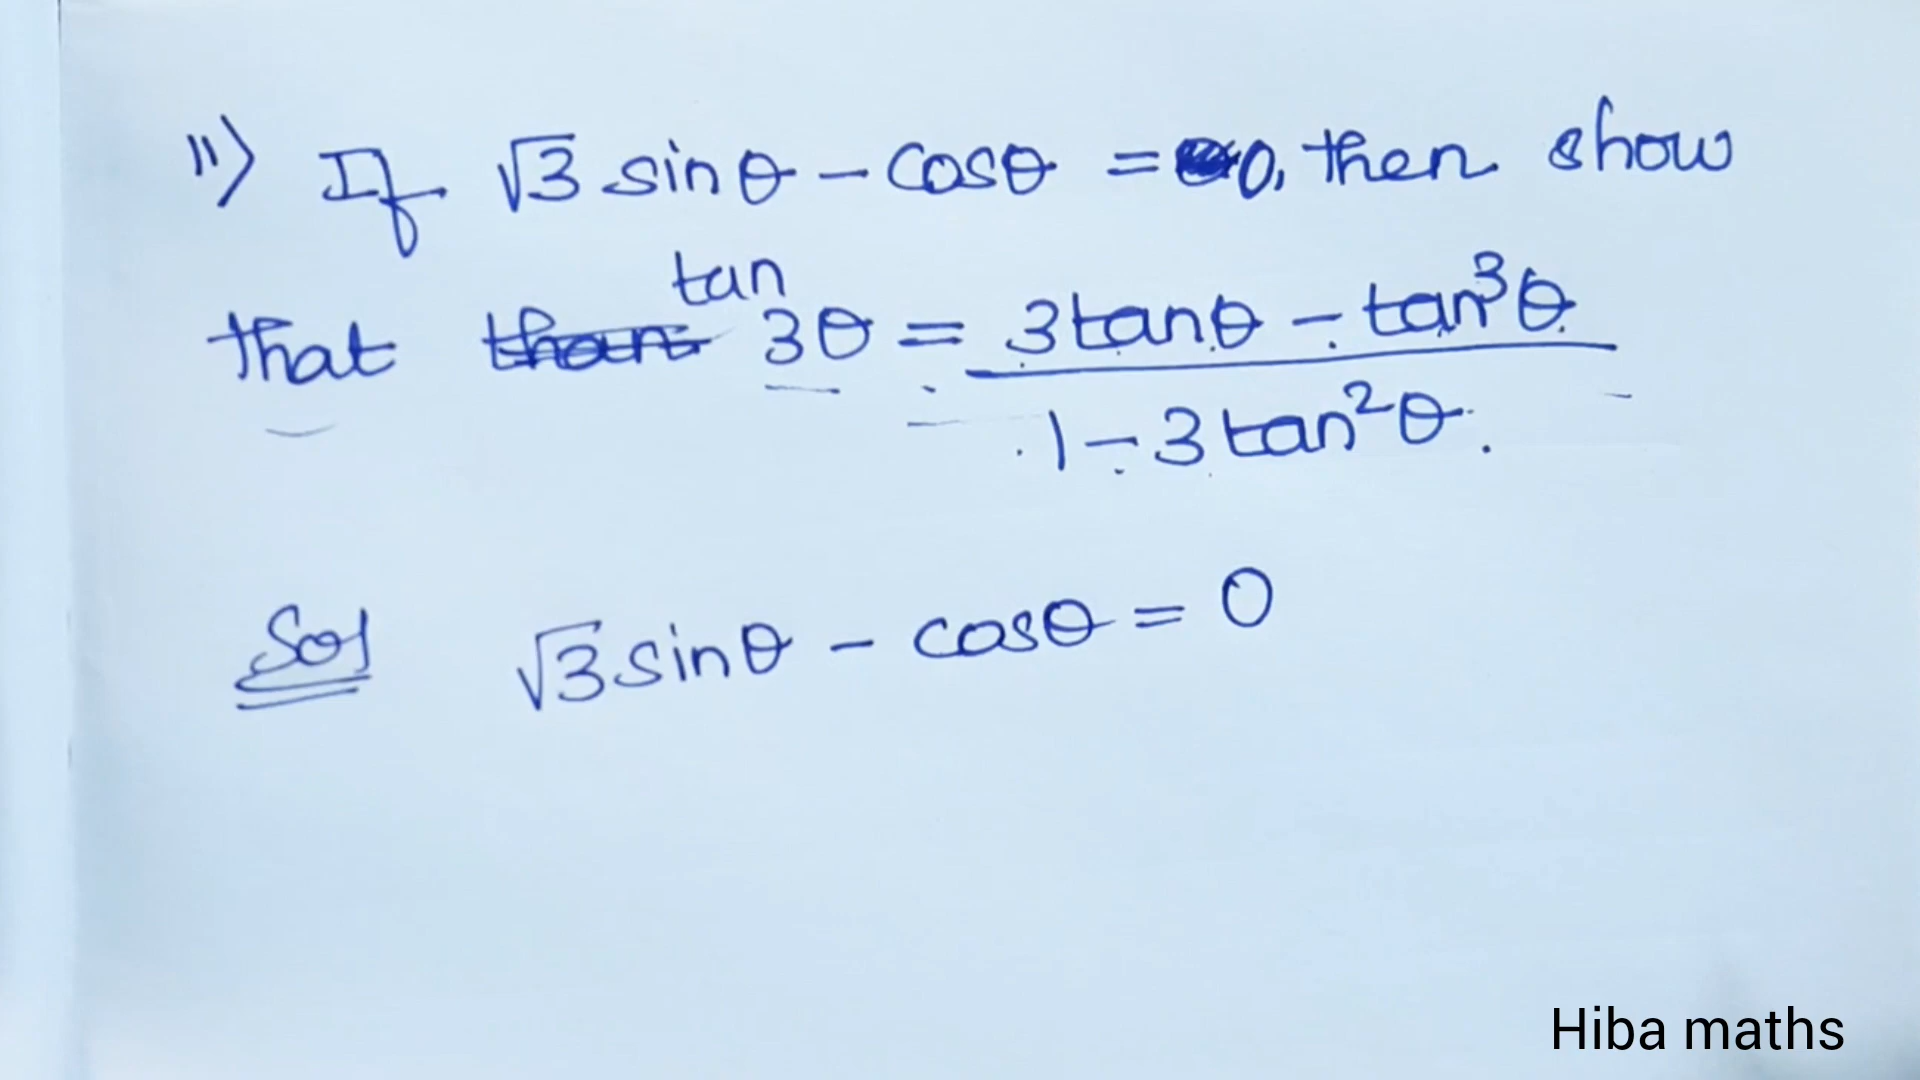 11) If √3 sinθ - cosθ = 0, then show
that tan 3θ = 3tanθ - tan³θ
1 - 3tan²θ.
Sol √3 sinθ - cosθ = 0
Hiba maths